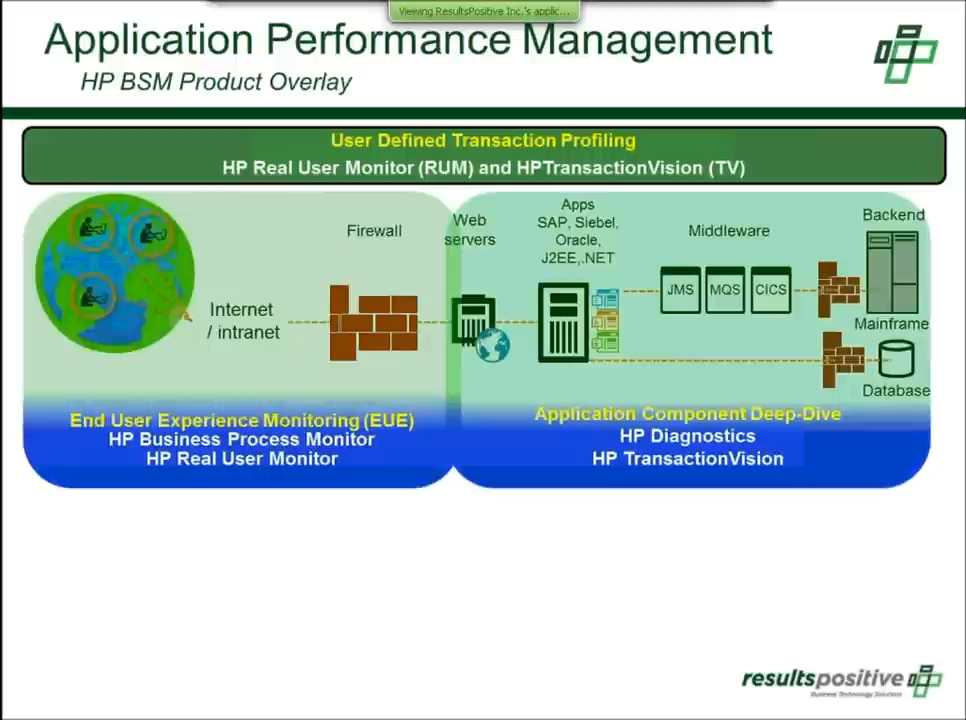 Viewing ResultsPositive Inc.'s applic...
Application Performance Management
HP BSM Product Overlay
User Defined Transaction Profiling
HP Real User Monitor (RUM) and HPTransactionVision (TV)
Internet
/ intranet
Firewall
Web
servers
Apps
SAP, Siebel,
Oracle,
J2EE,.NET
Middleware
JMS
MQS
CICS
Backend
Mainframe
Database
End User Experience Monitoring (EUE)
HP Business Process Monitor
HP Real User Monitor
Application Component Deep-Dive
HP Diagnostics
HP TransactionVision
resultspositive
Business Technology Solutions